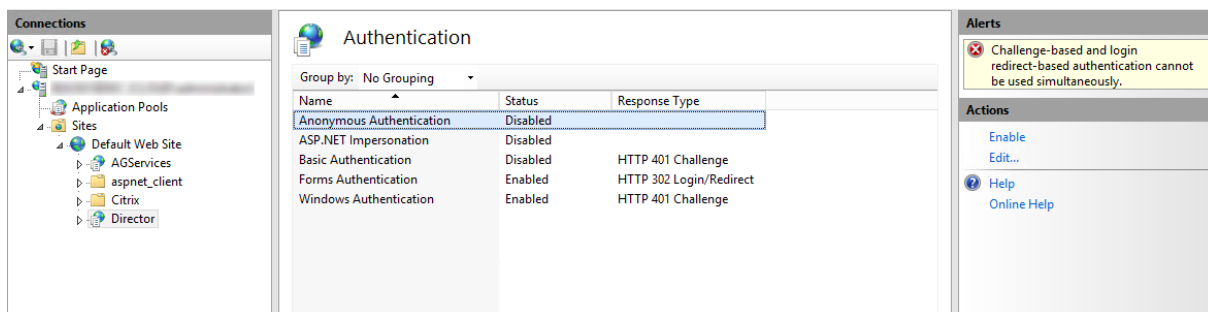 Connections
Start Page
Application Pools
Sites
Default Web Site
AGServices
aspnet_client
Citrix
Director
Authentication
Group by: No Grouping
Name Status Response Type
Anonymous Authentication Disabled
ASP.NET Impersonation Disabled
Basic Authentication Disabled HTTP 401 Challenge
Forms Authentication Enabled HTTP 302 Login/Redirect
Windows Authentication Enabled HTTP 401 Challenge
Alerts
Challenge-based and login
redirect-based authentication cannot
be used simultaneously.
Actions
Enable
Edit...
Help
Online Help